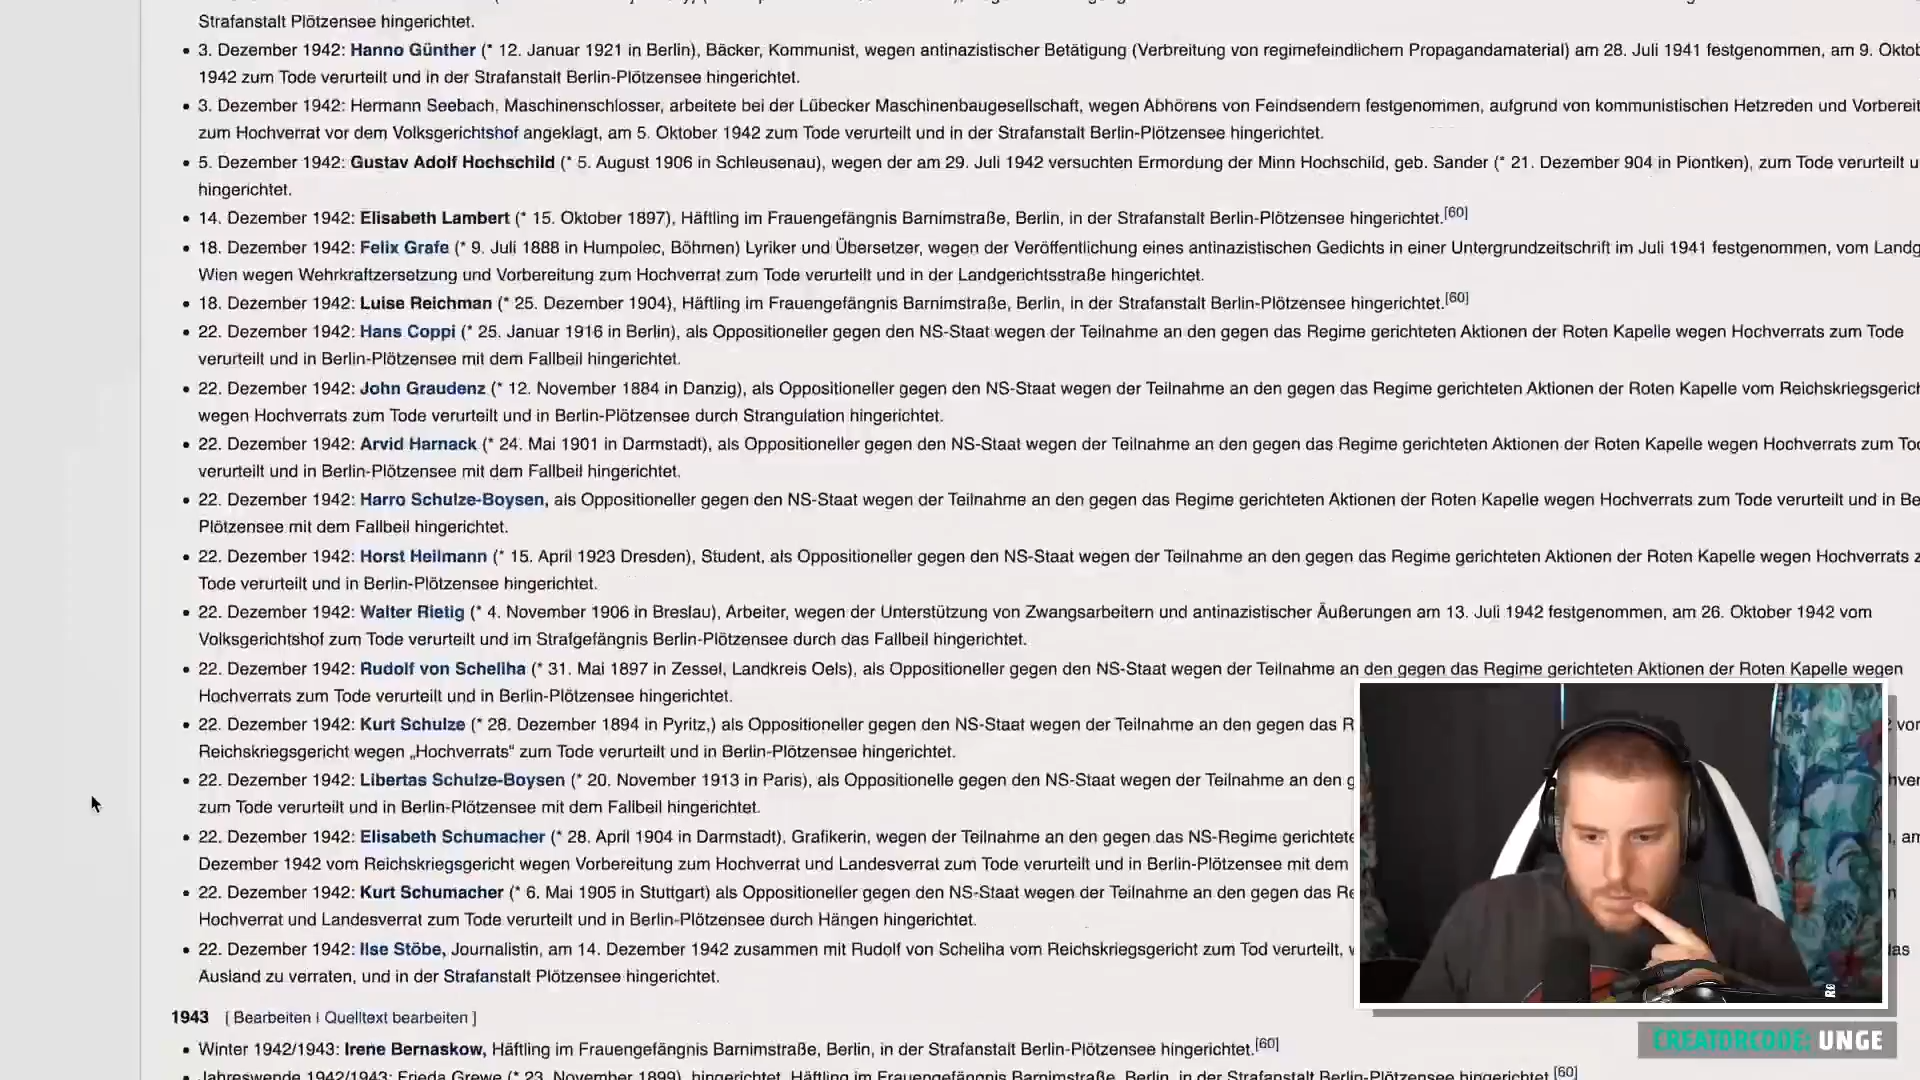 Strafanstalt Plötzensee hingerichtet.
• 3. Dezember 1942: Hanno Günther (* 12. Januar 1921 in Berlin), Bäcker, Kommunist, wegen antinazistischer Betätigung (Verbreitung von regimefeindlichem Propagandamaterial) am 28. Juli 1941 festgenommen, am 9. Oktob
1942 zum Tode verurteilt und in der Strafanstalt Berlin-Plötzensee hingerichtet.
• 3. Dezember 1942: Hermann Seebach, Maschinenschlosser, arbeitete bei der Lübecker Maschinenbaugesellschaft, wegen Abhörens von Feindsendern festgenommen, aufgrund von kommunistischen Hetzreden und Vorbereit
zum Hochverrat vor dem Volksgerichtshof angeklagt, am 5. Oktober 1942 zum Tode verurteilt und in der Strafanstalt Berlin-Plötzensee hingerichtet.
• 5. Dezember 1942: Gustav Adolf Hochschild (* 5. August 1906 in Schleusenau), wegen der am 29. Juli 1942 versuchten Ermordung der Minn Hochschild, geb. Sander (* 21. Dezember 904 in Piontken), zum Tode verurteilt u
hingerichtet.
• 14. Dezember 1942: Elisabeth Lambert (* 15. Oktober 1897), Häftling im Frauengefängnis Barnimstraße, Berlin, in der Strafanstalt Berlin-Plötzensee hingerichtet.[60]
• 18. Dezember 1942: Felix Grafe (* 9. Juli 1888 in Humpolec, Böhmen) Lyriker und Übersetzer, wegen der Veröffentlichung eines antinazistischen Gedichts in einer Untergrundzeitschrift im Juli 1941 festgenommen, vom Landg
Wien wegen Wehrkraftzersetzung und Vorbereitung zum Hochverrat zum Tode verurteilt und in der Landgerichtsstraße hingerichtet.
• 18. Dezember 1942: Luise Reichman (* 25. Dezember 1904), Häftling im Frauengefängnis Barnimstraße, Berlin, in der Strafanstalt Berlin-Plötzensee hingerichtet.[60]
• 22. Dezember 1942: Hans Coppi (* 25. Januar 1916 in Berlin), als Oppositioneller gegen den NS-Staat wegen der Teilnahme an den gegen das Regime gerichteten Aktionen der Roten Kapelle wegen Hochverrats zum Tode
verurteilt und in Berlin-Plötzensee mit dem Fallbeil hingerichtet.
• 22. Dezember 1942: John Graudenz (* 12. November 1884 in Danzig), als Oppositioneller gegen den NS-Staat wegen der Teilnahme an den gegen das Regime gerichteten Aktionen der Roten Kapelle vom Reichskriegsgerich
wegen Hochverrats zum Tode verurteilt und in Berlin-Plötzensee durch Strangulation hingerichtet.
• 22. Dezember 1942: Arvid Harnack (* 24. Mai 1901 in Darmstadt), als Oppositioneller gegen den NS-Staat wegen der Teilnahme an den gegen das Regime gerichteten Aktionen der Roten Kapelle wegen Hochverrats zum Tod
verurteilt und in Berlin-Plötzensee mit dem Fallbeil hingerichtet.
• 22. Dezember 1942: Harro Schulze-Boysen, als Oppositioneller gegen den NS-Staat wegen der Teilnahme an den gegen das Regime gerichteten Aktionen der Roten Kapelle wegen Hochverrats zum Tode verurteilt und in Be
Plötzensee mit dem Fallbeil hingerichtet.
• 22. Dezember 1942: Horst Heilmann (* 15. April 1923 Dresden), Student, als Oppositioneller gegen den NS-Staat wegen der Teilnahme an den gegen das Regime gerichteten Aktionen der Roten Kapelle wegen Hochverrats z
Tode verurteilt und in Berlin-Plötzensee hingerichtet.
• 22. Dezember 1942: Walter Rietig (* 4. November 1906 in Breslau), Arbeiter, wegen der Unterstützung von Zwangsarbeitern und antinazistischer Äußerungen am 13. Juli 1942 festgenommen, am 26. Oktober 1942 vom
Volksgerichtshof zum Tode verurteilt und im Strafgefängnis Berlin-Plötzensee durch das Fallbeil hingerichtet.
• 22. Dezember 1942: Rudolf von Scheliha (* 31. Mai 1897 in Zessel, Landkreis Oels), als Oppositioneller gegen den NS-Staat wegen der Teilnahme an den gegen das Regime gerichteten Aktionen der Roten Kapelle wegen
Hochverrats zum Tode verurteilt und in Berlin-Plötzensee hingerichtet.
• 22. Dezember 1942: Kurt Schulze (* 28. Dezember 1894 in Pyritz,) als Oppositioneller gegen den NS-Staat wegen der Teilnahme an den gegen das R
Reichskriegsgericht wegen „Hochverrats“ zum Tode verurteilt und in Berlin-Plötzensee hingerichtet.
• 22. Dezember 1942: Libertas Schulze-Boysen (* 20. November 1913 in Paris), als Oppositionelle gegen den NS-Staat wegen der Teilnahme an den g
zum Tode verurteilt und in Berlin-Plötzensee mit dem Fallbeil hingerichtet.
• 22. Dezember 1942: Elisabeth Schumacher (* 28. April 1904 in Darmstadt), Grafikerin, wegen der Teilnahme an den gegen das NS-Regime gerichtete
Dezember 1942 vom Reichskriegsgericht wegen Vorbereitung zum Hochverrat und Landesverrat zum Tode verurteilt und in Berlin-Plötzensee mit dem
• 22. Dezember 1942: Kurt Schumacher (* 6. Mai 1905 in Stuttgart) als Oppositioneller gegen den NS-Staat wegen der Teilnahme an den gegen das Re
Hochverrat und Landesverrat zum Tode verurteilt und in Berlin-Plötzensee durch Hängen hingerichtet.
• 22. Dezember 1942: Ilse Stöbe, Journalistin, am 14. Dezember 1942 zusammen mit Rudolf von Scheliha vom Reichskriegsgericht zum Tod verurteilt, w
Ausland zu verraten, und in der Strafanstalt Plötzensee hingerichtet.
1943 [ Bearbeiten | Quelltext bearbeiten ]
• Winter 1942/1943: Irene Bernaskow, Häftling im Frauengefängnis Barnimstraße, Berlin, in der Strafanstalt Berlin-Plötzensee hingerichtet.[60]
• Jahreswende 1942/1943: Frieda Grewe (* 23. November 1899), hingerichtet, Häftling im Frauengefängnis Barnimstraße, Berlin, in der Strafanstalt Berlin-Plötzensee hingerichtet.[60]
CREATORCODE: UNGE